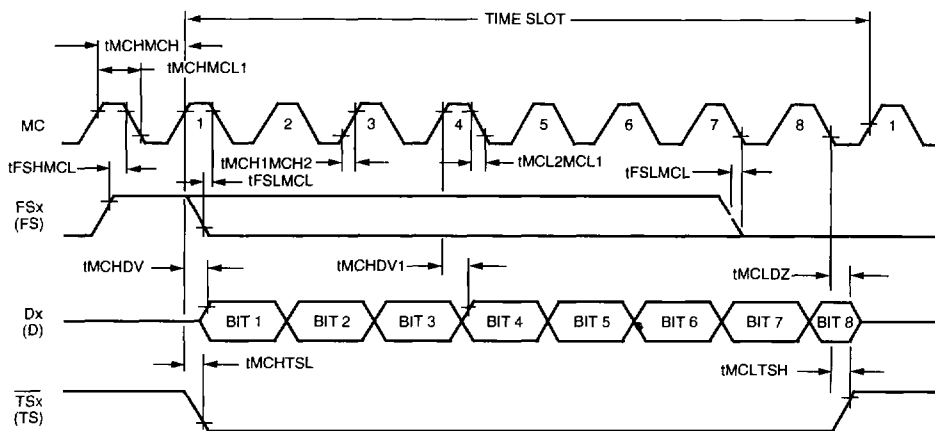 TIME SLOT
tMCHMCH
tMCHMCL1
MC
1 2 3 4 5 6 7 8 1
tFSHMCL
tMCH1MCH2
tMCL2MCL1
tFSLMCL
tFSLMCL
FSx
(FS)
tMCHDV
tMCHDV1
tMCLDZ
Dx
(D)
BIT 1 BIT 2 BIT 3 BIT 4 BIT 5 BIT 6 BIT 7 BIT 8
tMCHTSL
tMCLTSH
TSx
(TS)